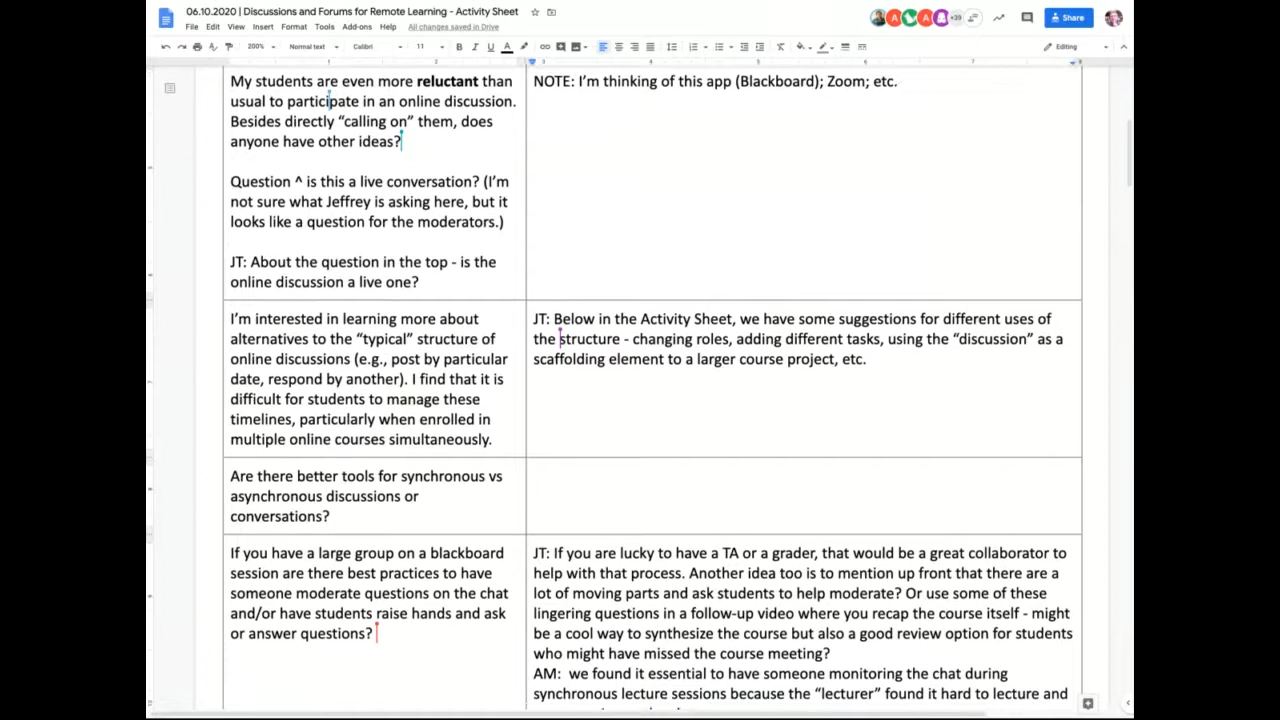 06.10.2020 | Discussions and Forums for Remote Learning - Activity Sheet
+39
Share
File Edit View Insert Format Tools Add-ons Help All changes saved in Drive
200% Normal text Calibri 11 B I U A Editing
1 2 3 4 5 6 7 8
My students are even more reluctant than
usual to participate in an online discussion.
Besides directly “calling on” them, does
anyone have other ideas?
Question ^ is this a live conversation? (I’m
not sure what Jeffrey is asking here, but it
looks like a question for the moderators.)
JT: About the question in the top - is the
online discussion a live one?
NOTE: I’m thinking of this app (Blackboard); Zoom; etc.
I’m interested in learning more about
alternatives to the “typical” structure of
online discussions (e.g., post by particular
date, respond by another). I find that it is
difficult for students to manage these
timelines, particularly when enrolled in
multiple online courses simultaneously.
JT: Below in the Activity Sheet, we have some suggestions for different uses of
the structure - changing roles, adding different tasks, using the “discussion” as a
scaffolding element to a larger course project, etc.
Are there better tools for synchronous vs
asynchronous discussions or
conversations?
If you have a large group on a blackboard
session are there best practices to have
someone moderate questions on the chat
and/or have students raise hands and ask
or answer questions?
JT: If you are lucky to have a TA or a grader, that would be a great collaborator to
help with that process. Another idea too is to mention up front that there are a
lot of moving parts and ask students to help moderate? Or use some of these
lingering questions in a follow-up video where you recap the course itself - might
be a cool way to synthesize the course but also a good review option for students
who might have missed the course meeting?
AM: we found it essential to have someone monitoring the chat during
synchronous lecture sessions because the “lecturer” found it hard to lecture and